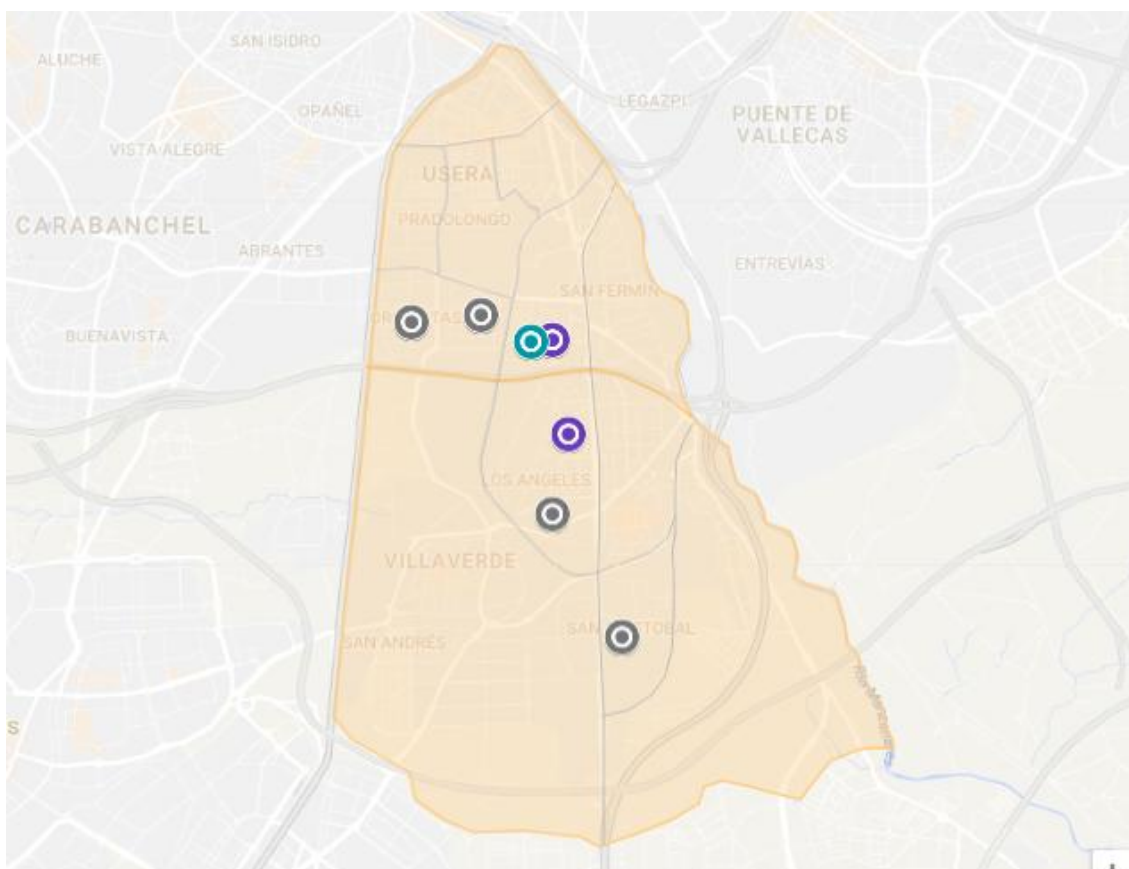 SAN ISIDRO
ALUCHE
LEGAZPI
OPAÑEL
PUENTE DE
VALLECAS
VISTA ALEGRE
USERA
PRADOLONGO
CARABANCHEL
ABRANTES
ENTREVÍAS
SAN FERMÍN
BUENAVISTA
LOS ANGELES
VILLAVERDE
SAN ANDRÉS
S